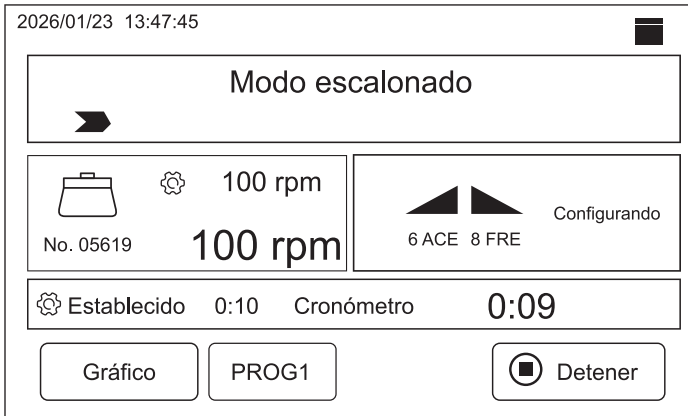 2026/01/23 13:47:45
Modo escalonado
100 rpm
No. 05619
100 rpm
6 ACE 8 FRE
Configurando
Establecido 0:10 Cronómetro 0:09
Gráfico
PROG1
Detener